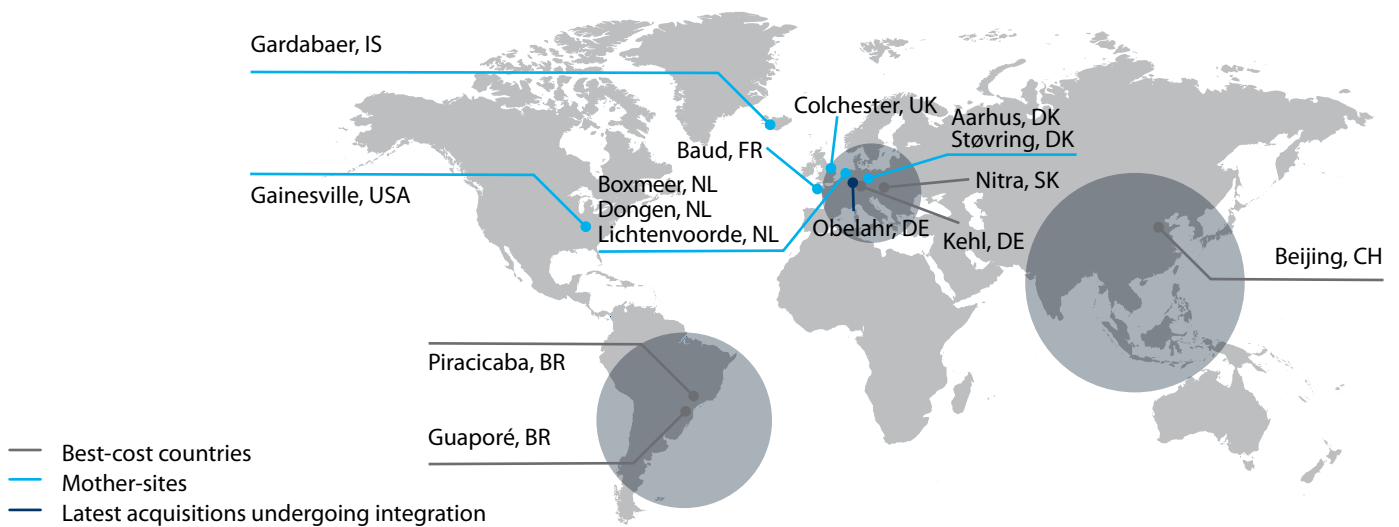 Gardabaer, IS
Colchester, UK
Aarhus, DK
Støvring, DK
Baud, FR
Nitra, SK
Gainesville, USA
Boxmeer, NL
Dongen, NL
Lichtenvoorde, NL
Obelahr, DE
Kehl, DE
Beijing, CH
Piracicaba, BR
Guaporé, BR
Best-cost countries
Mother-sites
Latest acquisitions undergoing integration